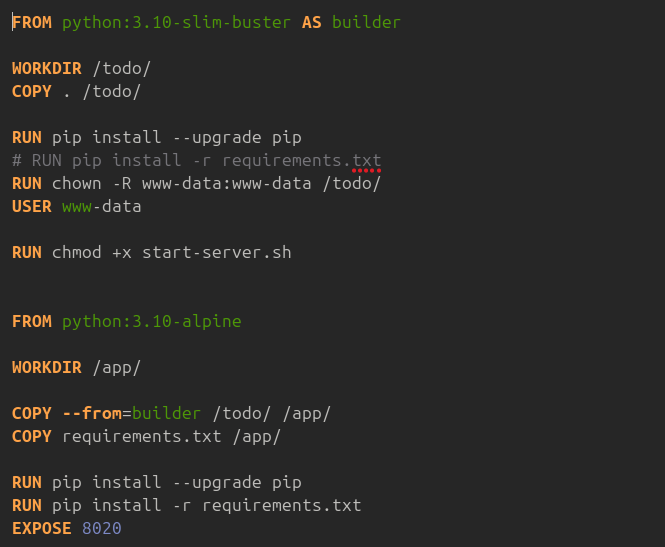 FROM python:3.10-slim-buster AS builder
WORKDIR /todo/
COPY . /todo/
RUN pip install --upgrade pip
# RUN pip install -r requirements.txt
RUN chown -R www-data:www-data /todo/
USER www-data
RUN chmod +x start-server.sh
FROM python:3.10-alpine
WORKDIR /app/
COPY --from=builder /todo/ /app/
COPY requirements.txt /app/
RUN pip install --upgrade pip
RUN pip install -r requirements.txt
EXPOSE 8020